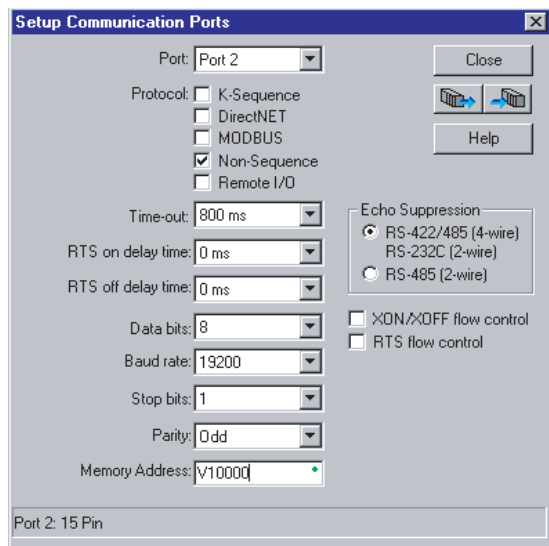 Setup Communication Ports
Port: Port 2
Close
Protocol: K-Sequence
DirectNET
MODBUS
Help
Non-Sequence
Remote I/O
Time-out: 800 ms
Echo Suppression
RS-422/485 (4-wire)
RS-232C (2-wire)
RS-485 (2-wire)
RTS on delay time: 0 ms
RTS off delay time: 0 ms
XON/XOFF flow control
RTS flow control
Data bits: 8
Baud rate: 19200
Stop bits: 1
Parity: Odd
Memory Address: V10000
Port 2: 15 Pin